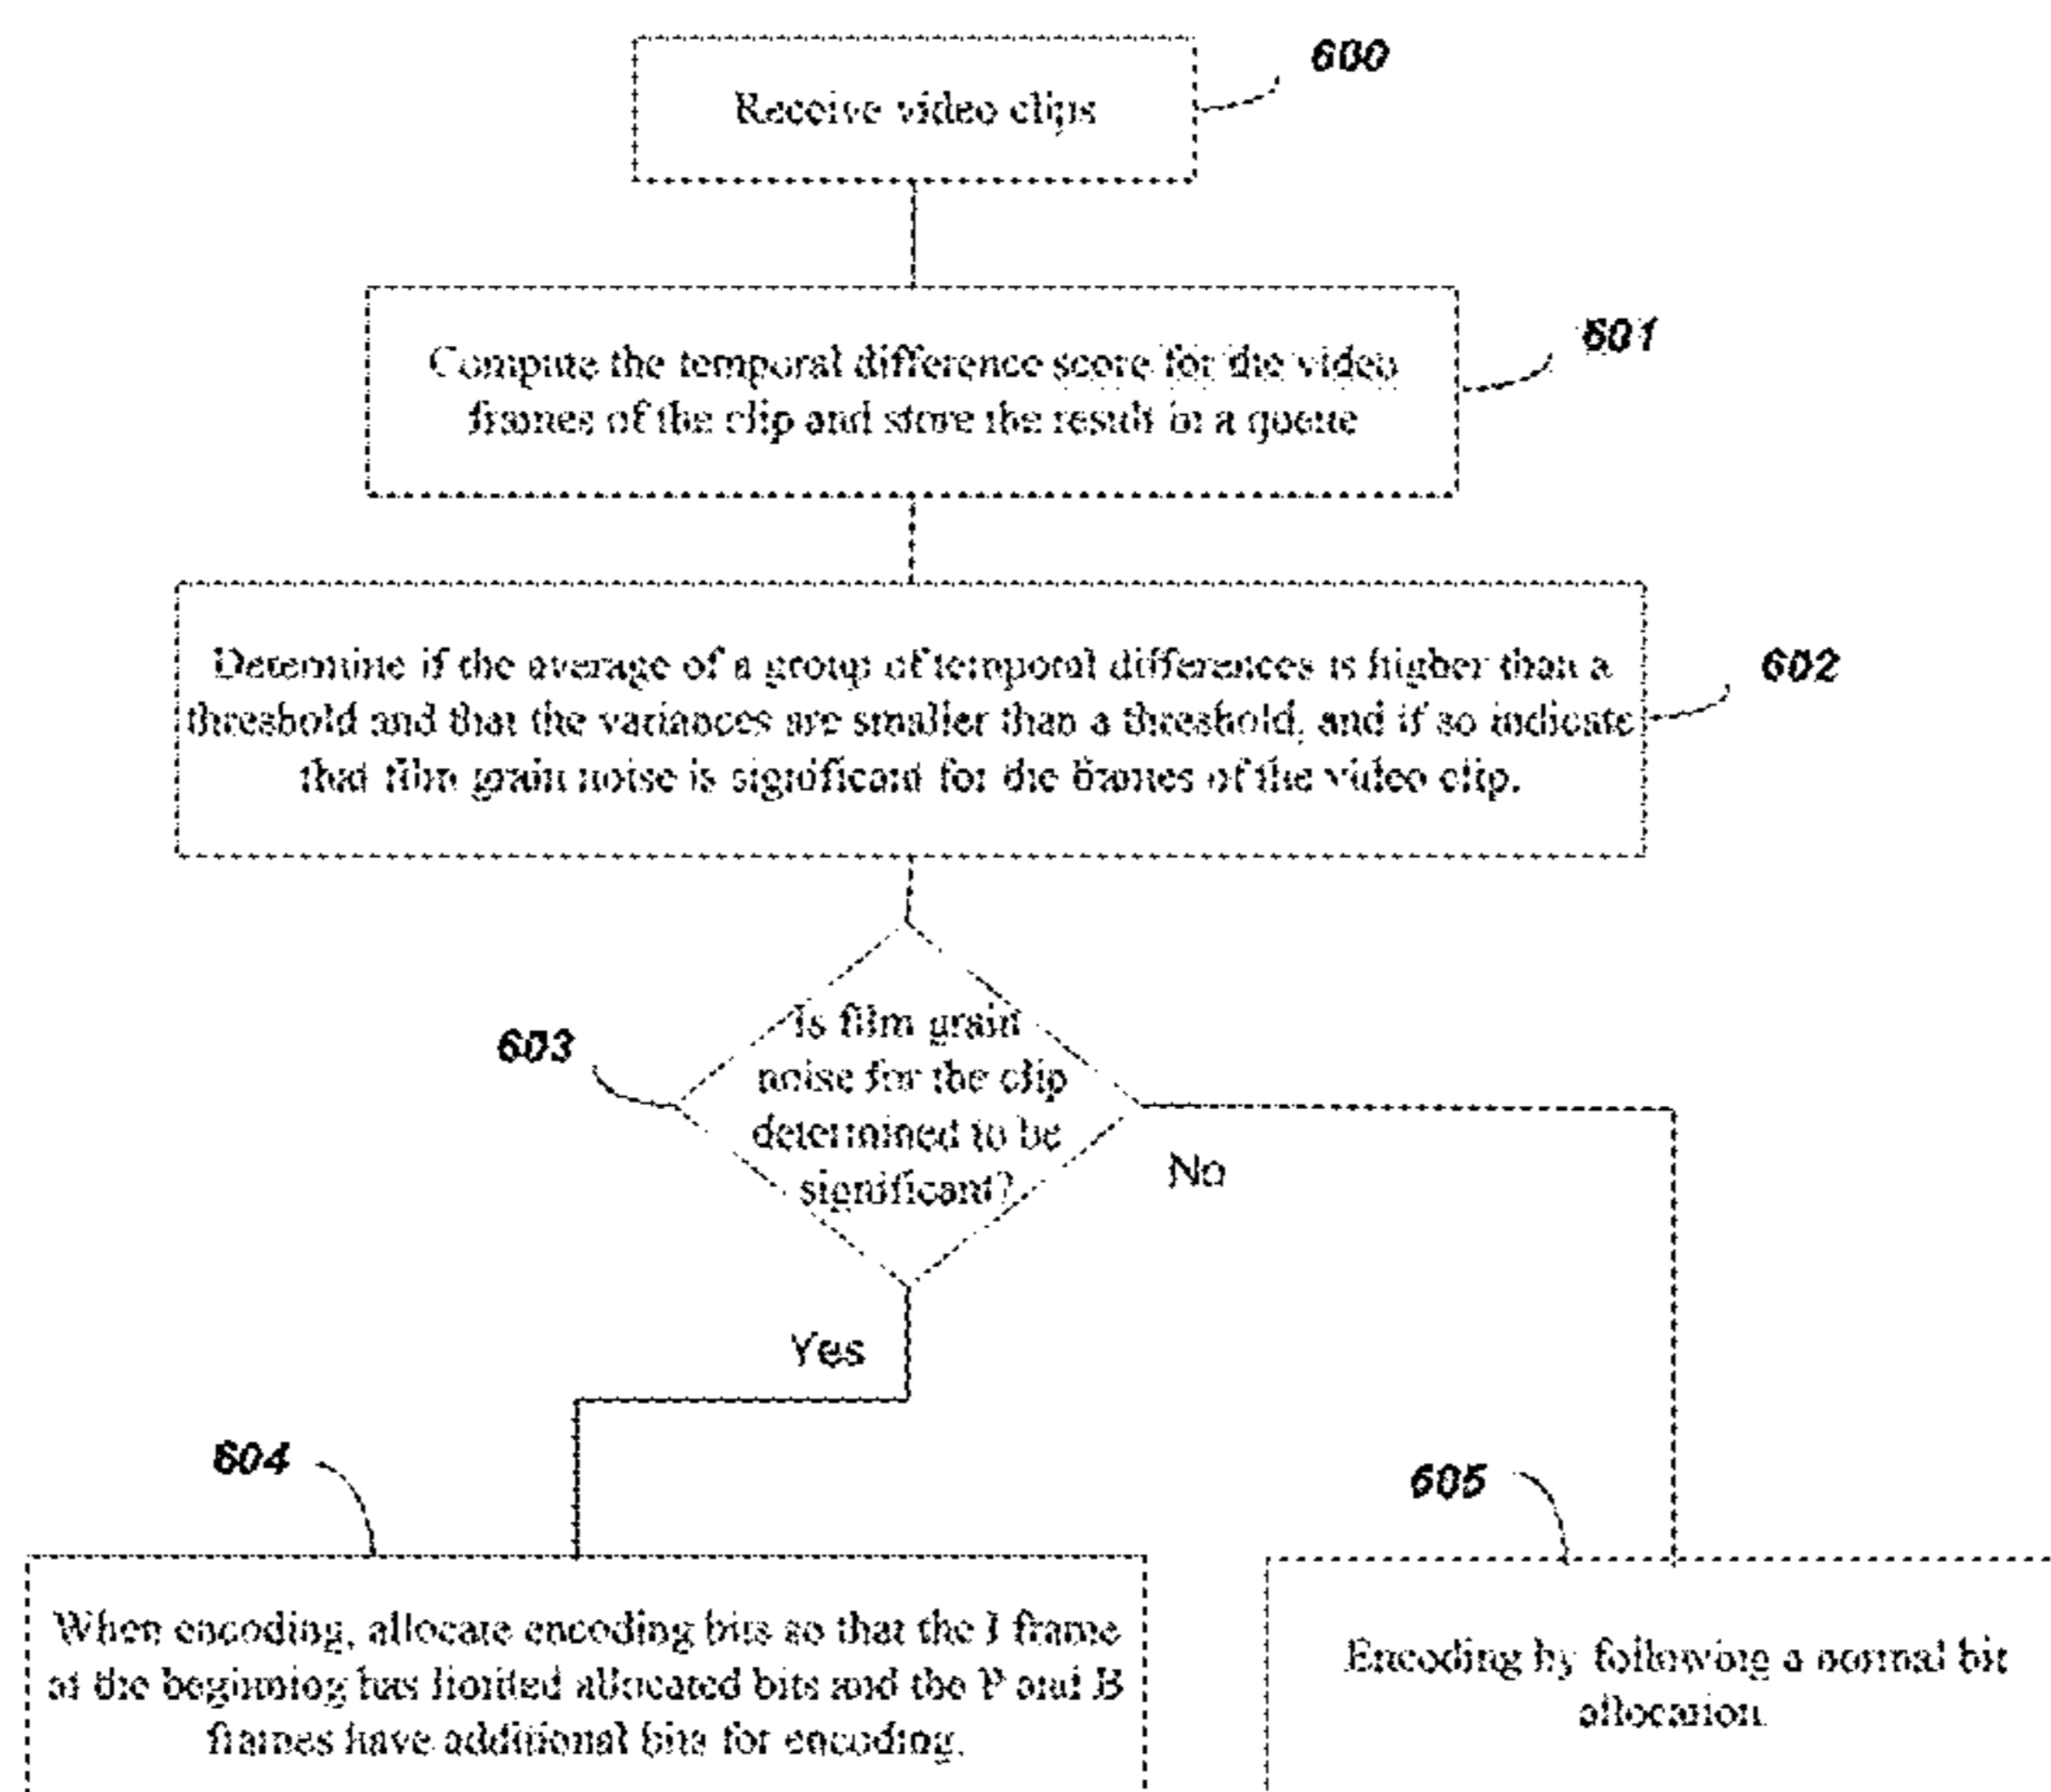 600
Receive video clips
601
Compute the temporal difference score for the video
frames of the clip and store the result in a queue
602
Determine if the average of a group of temporal differences is higher than a
threshold and that the variances are smaller than a threshold, and if so indicate
that film grain noise is significant for the frames of the video clip.
603
Is film grain
noise for the clip
determined to be
significant?
No
Yes
604
605
When encoding, allocate encoding bits so that the I frame
at the beginning has limited allocated bits and the P and B
frames have additional bits for encoding.
Encoding by following a normal bit
allocation.